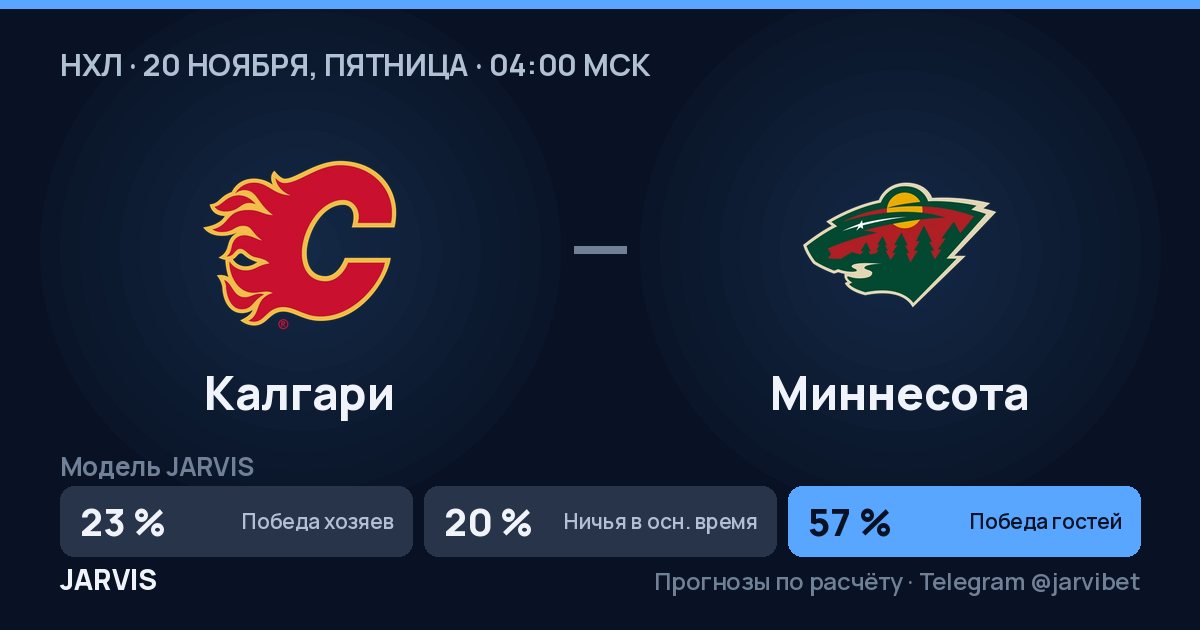 НХЛ · 20 НОЯБРЯ, ПЯТНИЦА · 04:00 МСК
C
®
—
Калгари
Миннесота
Модель JARVIS
23 % Победа хозяев
20 % Ничья в осн. время
57 % Победа гостей
JARVIS
Прогнозы по расчёту · Telegram @jarvibet